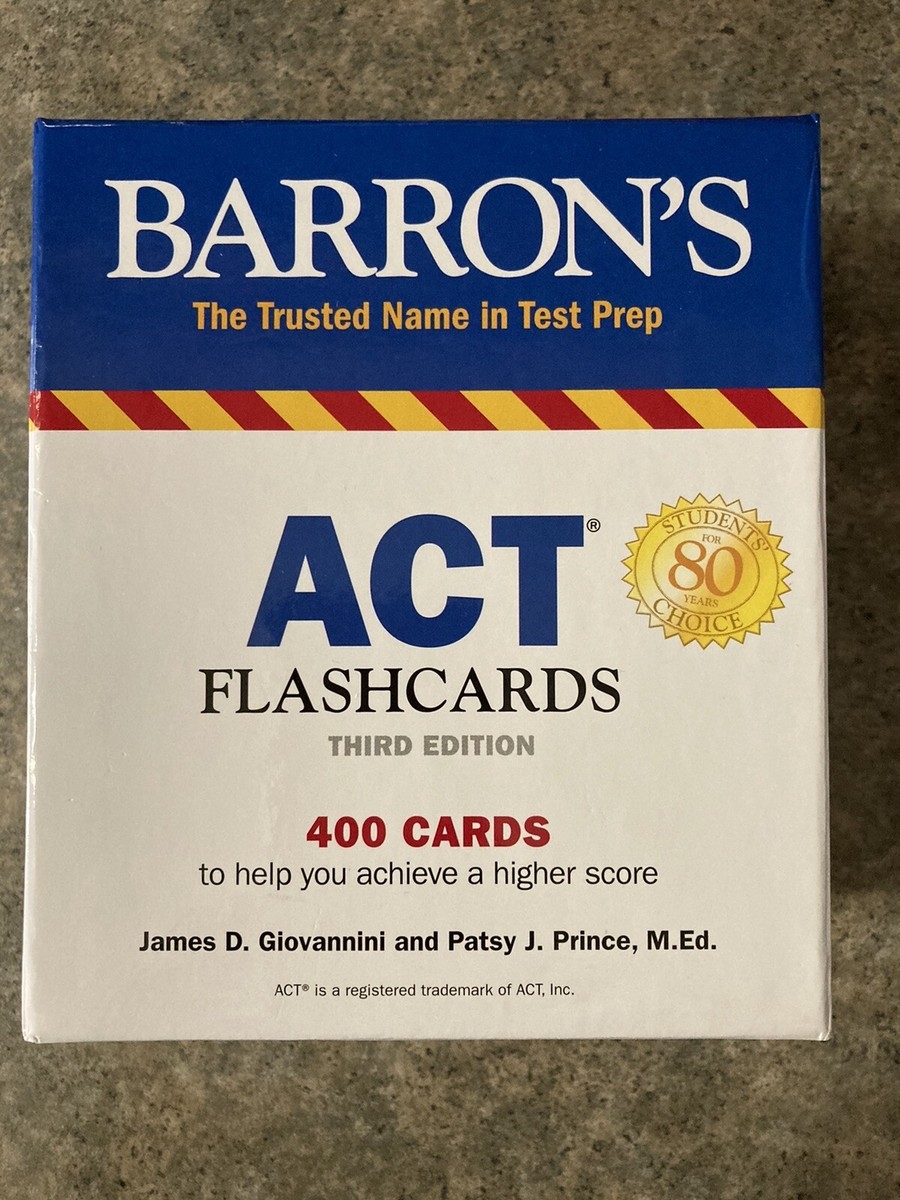 BARRON'S
The Trusted Name in Test Prep
ACT®
STUDENTS'
FOR
80
YEARS
CHOICE
FLASHCARDS
THIRD EDITION
400 CARDS
to help you achieve a higher score
James D. Giovannini and Patsy J. Prince, M.Ed.
ACT® is a registered trademark of ACT, Inc.